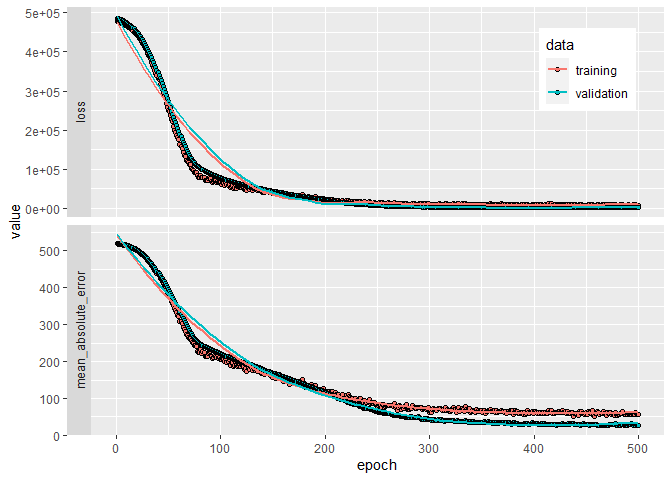 5e+05
4e+05
3e+05
2e+05
1e+05
0e+00
loss
data
training
validation
value
500
400
300
200
100
0
mean_absolute_error
0 100 200 300 400 500
epoch